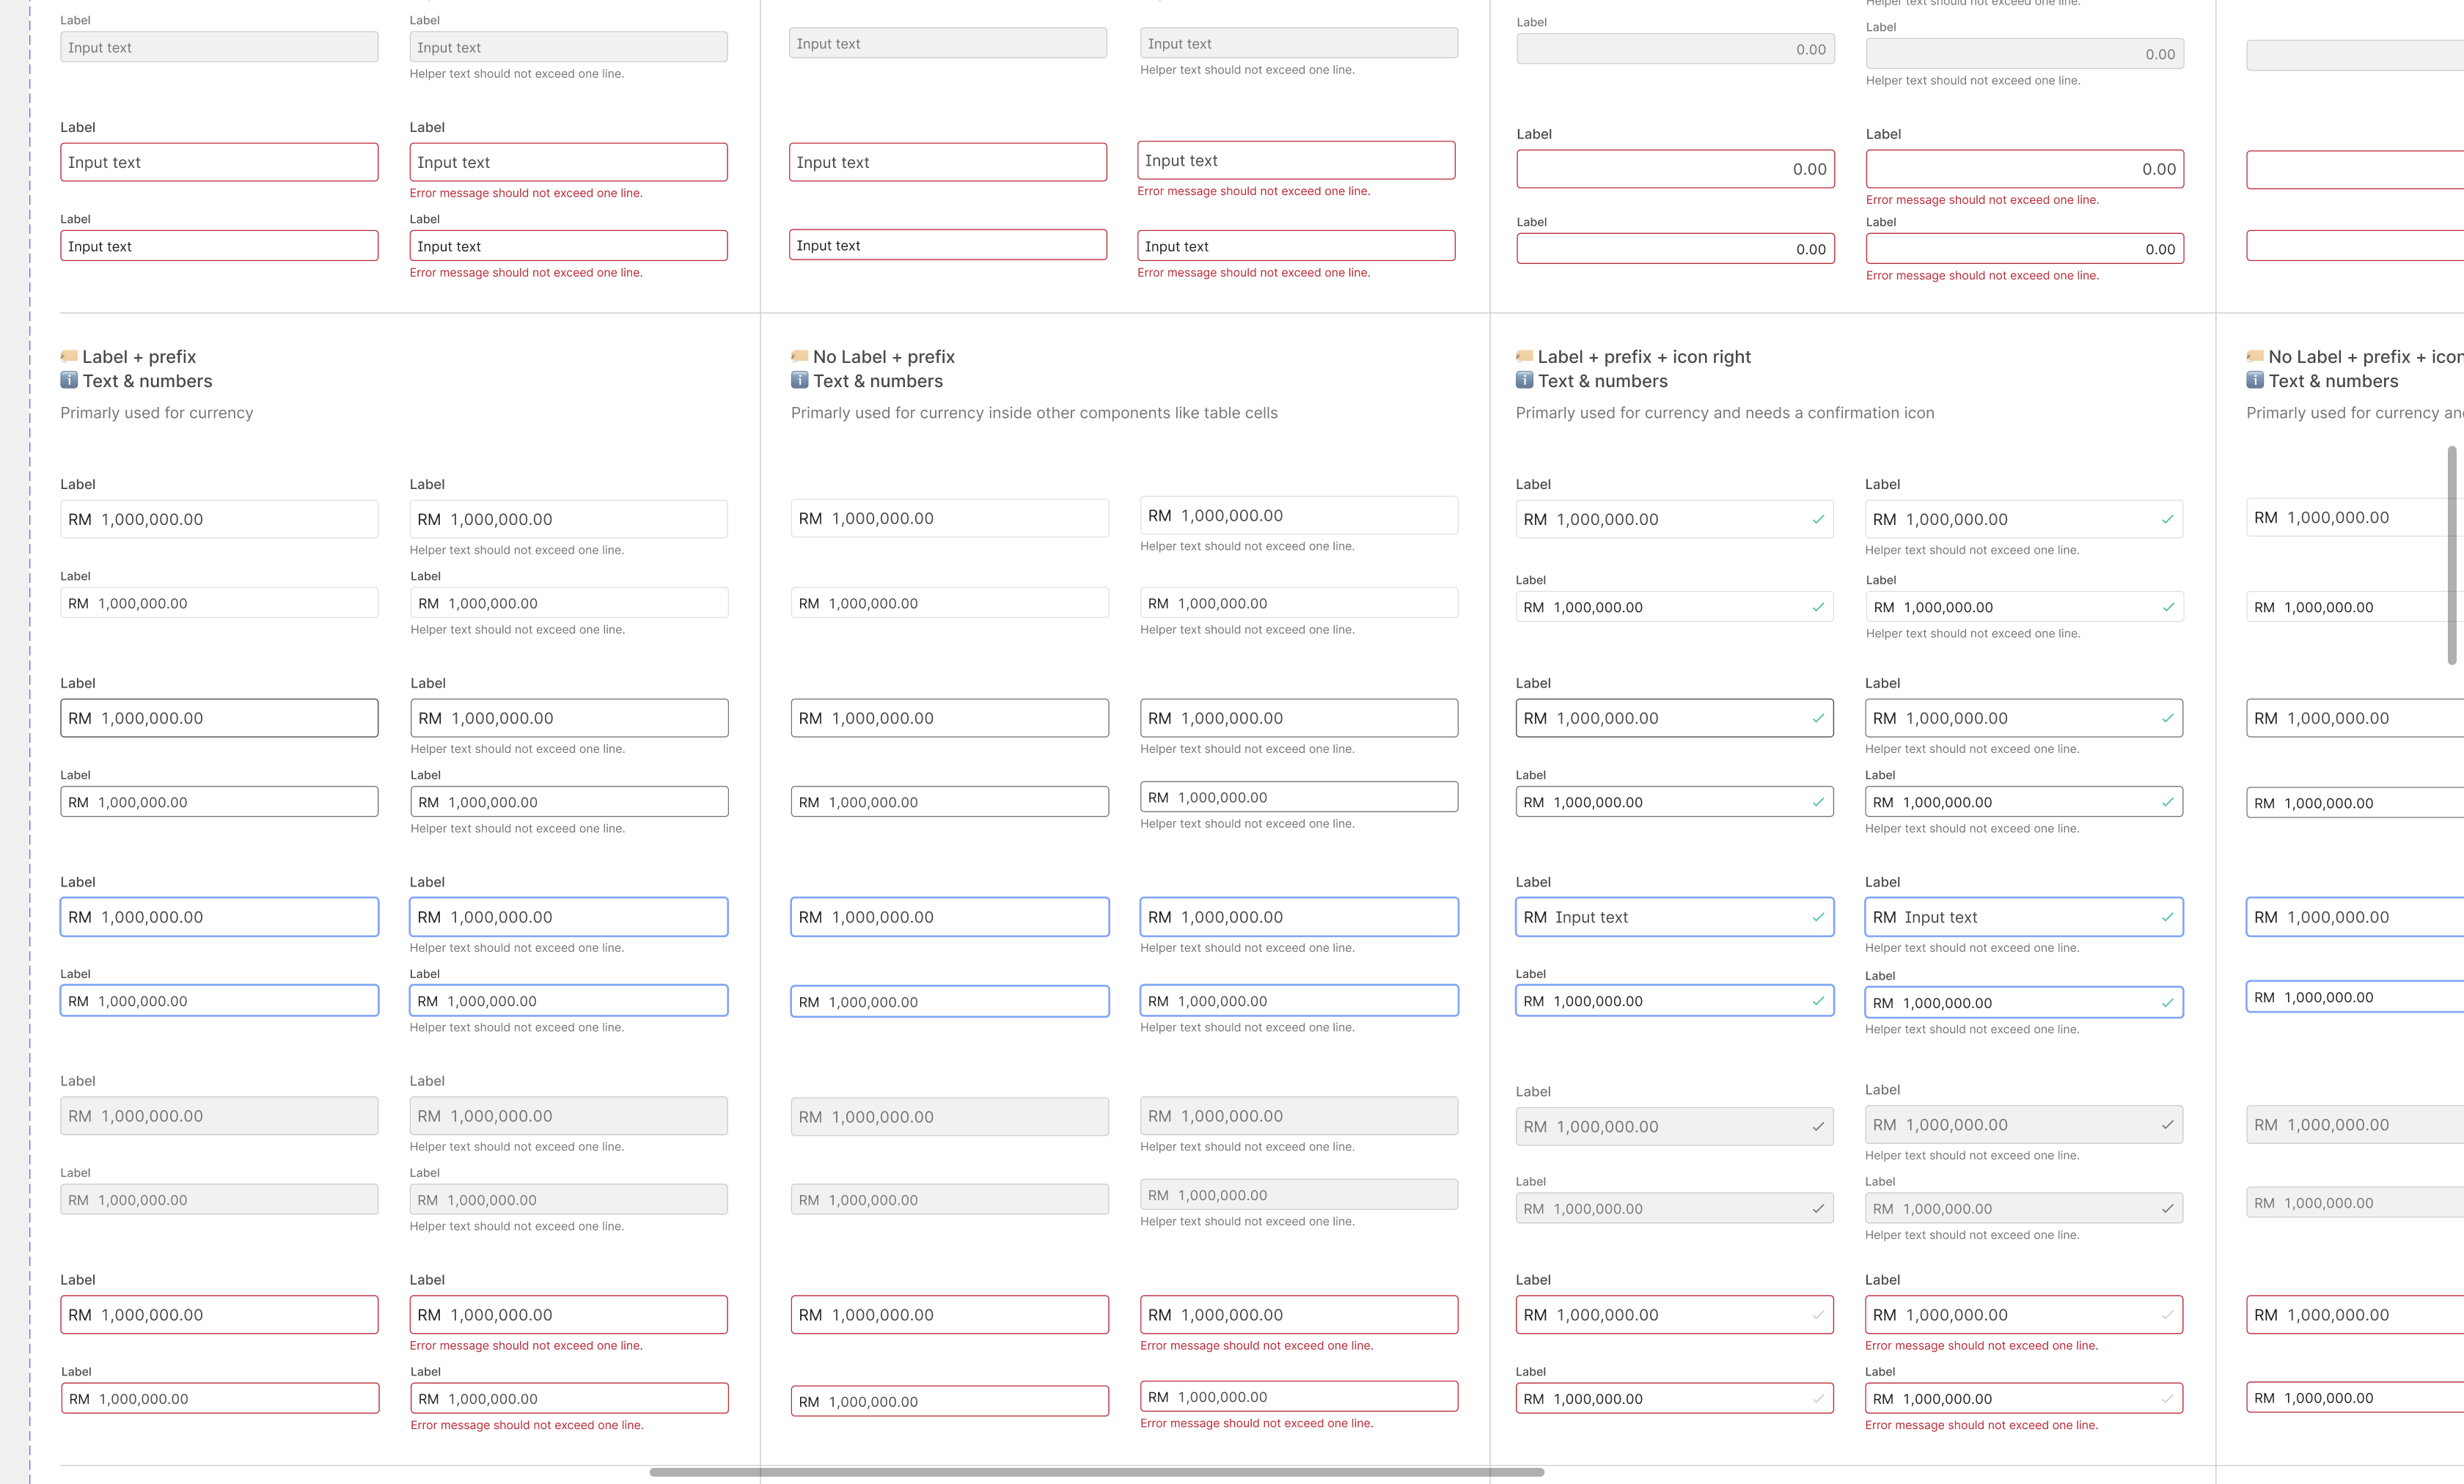 Helper text should not exceed one line.
Label Label Label Label
Input text Input text Input text Input text 0.00 0.00
Helper text should not exceed one line. Helper text should not exceed one line. Helper text should not exceed one line.
Label Label Label Label
Input text Input text Input text Input text 0.00 0.00
Error message should not exceed one line. Error message should not exceed one line. Error message should not exceed one line.
Label Label Label Label
Input text Input text Input text Input text 0.00 0.00
Error message should not exceed one line. Error message should not exceed one line. Error message should not exceed one line.
Label + prefix
Text & numbers
Primarly used for currency
Label Label
RM 1,000,000.00 RM 1,000,000.00
Helper text should not exceed one line.
Label Label
RM 1,000,000.00 RM 1,000,000.00
Helper text should not exceed one line.
Label Label
RM 1,000,000.00 RM 1,000,000.00
Helper text should not exceed one line.
Label Label
RM 1,000,000.00 RM 1,000,000.00
Helper text should not exceed one line.
Label Label
RM 1,000,000.00 RM 1,000,000.00
Helper text should not exceed one line.
Label Label
RM 1,000,000.00 RM 1,000,000.00
Helper text should not exceed one line.
Label Label
RM 1,000,000.00 RM 1,000,000.00
Helper text should not exceed one line.
Label Label
RM 1,000,000.00 RM 1,000,000.00
Helper text should not exceed one line.
Label Label
RM 1,000,000.00 RM 1,000,000.00
Error message should not exceed one line.
Label Label
RM 1,000,000.00 RM 1,000,000.00
Error message should not exceed one line.
No Label + prefix
Text & numbers
Primarly used for currency inside other components like table cells
RM 1,000,000.00 RM 1,000,000.00
Helper text should not exceed one line.
RM 1,000,000.00 RM 1,000,000.00
Helper text should not exceed one line.
RM 1,000,000.00 RM 1,000,000.00
Helper text should not exceed one line.
RM 1,000,000.00 RM 1,000,000.00
Helper text should not exceed one line.
RM 1,000,000.00 RM 1,000,000.00
Helper text should not exceed one line.
RM 1,000,000.00 RM 1,000,000.00
Helper text should not exceed one line.
RM 1,000,000.00 RM 1,000,000.00
Helper text should not exceed one line.
RM 1,000,000.00 RM 1,000,000.00
Helper text should not exceed one line.
RM 1,000,000.00 RM 1,000,000.00
Error message should not exceed one line.
RM 1,000,000.00 RM 1,000,000.00
Error message should not exceed one line.
Label + prefix + icon right
Text & numbers
Primarly used for currency and needs a confirmation icon
Label Label
RM 1,000,000.00 RM 1,000,000.00
Helper text should not exceed one line.
Label Label
RM 1,000,000.00 RM 1,000,000.00
Helper text should not exceed one line.
Label Label
RM 1,000,000.00 RM 1,000,000.00
Helper text should not exceed one line.
Label Label
RM 1,000,000.00 RM 1,000,000.00
Helper text should not exceed one line.
Label Label
RM Input text RM Input text
Helper text should not exceed one line.
Label Label
RM 1,000,000.00 RM 1,000,000.00
Helper text should not exceed one line.
Label Label
RM 1,000,000.00 RM 1,000,000.00
Helper text should not exceed one line.
Label Label
RM 1,000,000.00 RM 1,000,000.00
Helper text should not exceed one line.
Label Label
RM 1,000,000.00 RM 1,000,000.00
Error message should not exceed one line.
Label Label
RM 1,000,000.00 RM 1,000,000.00
Error message should not exceed one line.
No Label + prefix + icon
Text & numbers
Primarly used for currency
RM 1,000,000.00
RM 1,000,000.00
RM 1,000,000.00
RM 1,000,000.00
RM 1,000,000.00
RM 1,000,000.00
RM 1,000,000.00
RM 1,000,000.00
RM 1,000,000.00
RM 1,000,000.00